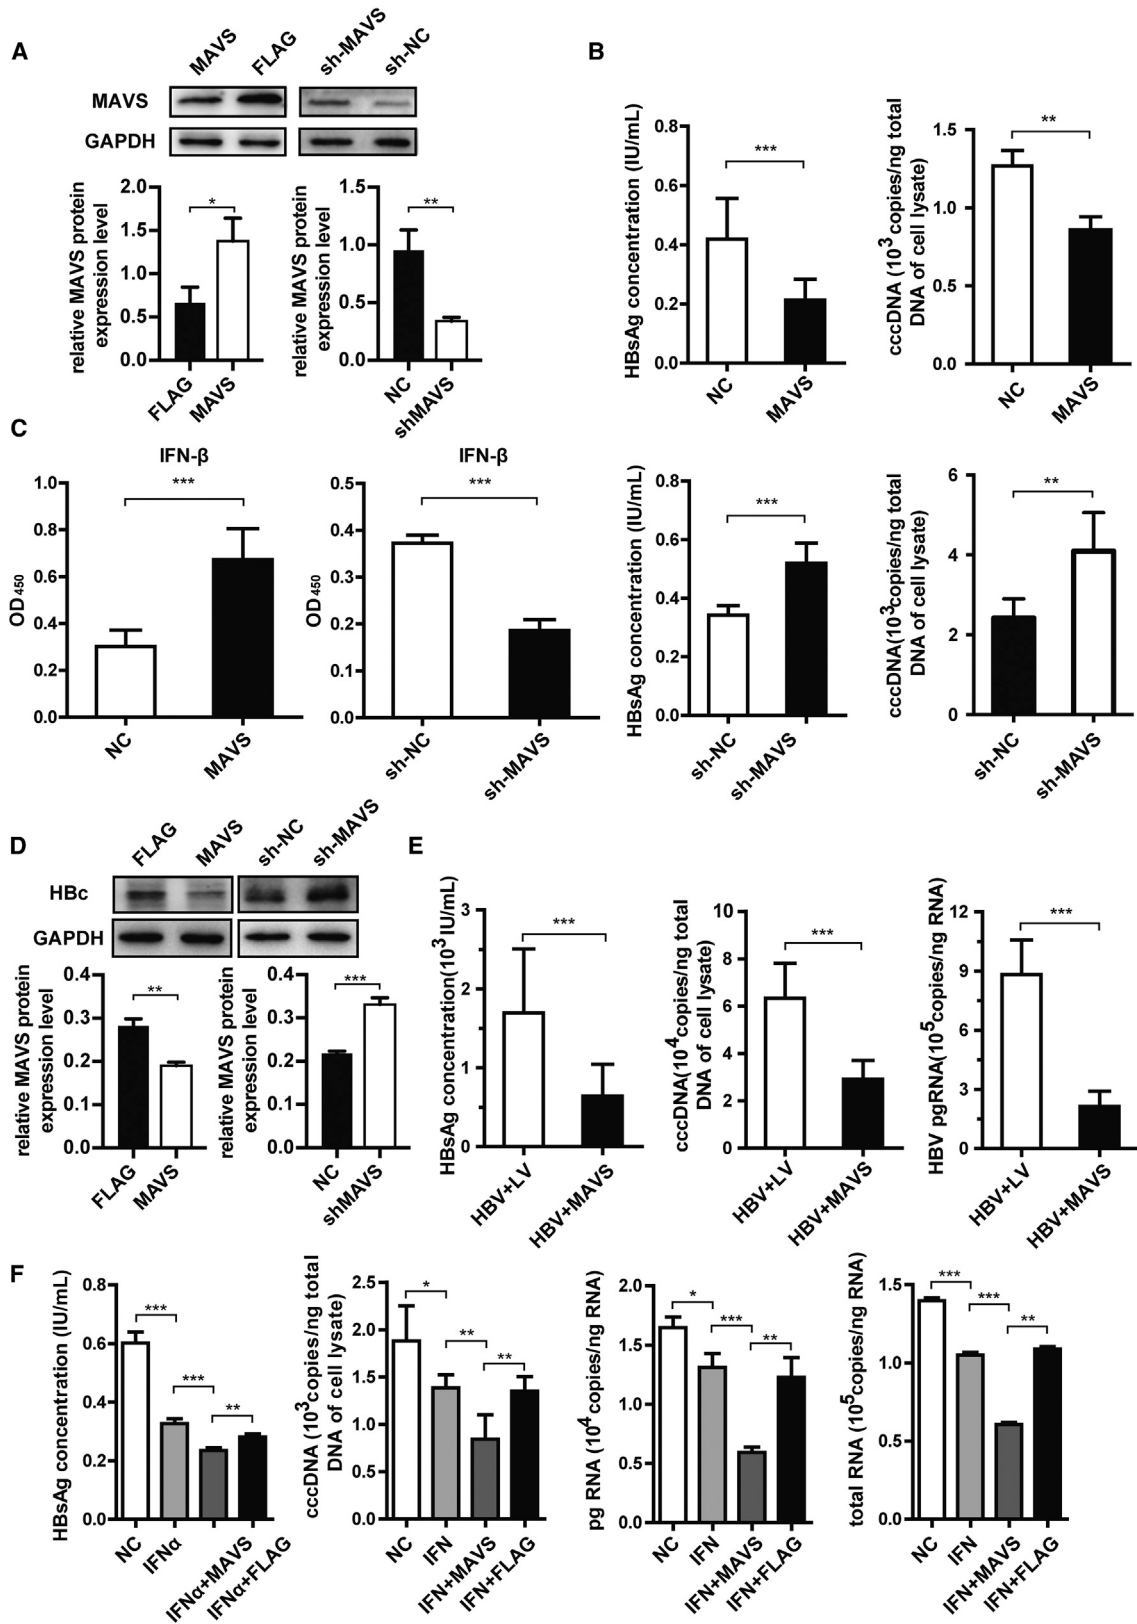 A
MAVS
FLAG
sh-MAVS
sh-NC
MAVS
GAPDH
relative MAVS protein
expression level
2.0
1.5
1.0
0.5
0.0
*
FLAG
MAVS
relative MAVS protein
expression level
1.5
1.0
0.5
0.0
**
NC
shMAVS
B
HBsAg concentration (IU/mL)
0.8
0.6
0.4
0.2
0.0
***
NC
MAVS
cccDNA (10³ copies/ng total
DNA of cell lysate)
1.5
1.0
0.5
0.0
**
NC
MAVS
HBsAg concentration (IU/mL)
0.8
0.6
0.4
0.2
0.0
***
sh-NC
sh-MAVS
cccDNA(10³copies/ng total
DNA of cell lysate)
6
4
2
0
**
sh-NC
sh-MAVS
C
IFN-β
OD450
1.0
0.8
0.6
0.4
0.2
0.0
***
NC
MAVS
IFN-β
OD450
0.5
0.4
0.3
0.2
0.1
0.0
***
sh-NC
sh-MAVS
D
FLAG
MAVS
sh-NC
sh-MAVS
HBc
GAPDH
relative MAVS protein
expression level
0.4
0.3
0.2
0.1
0.0
**
FLAG
MAVS
relative MAVS protein
expression level
0.4
0.3
0.2
0.1
0.0
***
NC
shMAVS
E
HBsAg concentration(10³ IU/mL)
3
2
1
0
***
HBV+LV
HBV+MAVS
cccDNA(10⁴copies/ng total
DNA of cell lysate)
10
8
6
4
2
0
***
HBV+LV
HBV+MAVS
HBV pgRNA(10⁵copies/ng RNA)
12
9
6
3
0
***
HBV+LV
HBV+MAVS
F
HBsAg concentration (IU/mL)
0.8
0.6
0.4
0.2
0.0
***
***
**
NC
IFNα
IFNα+MAVS
IFNα+FLAG
cccDNA (10³copies/ng total
DNA of cell lysate)
2.5
2.0
1.5
1.0
0.5
0.0
*
**
**
NC
IFN
IFN+MAVS
IFN+FLAG
pg RNA (10⁴ copies/ng RNA)
2.0
1.5
1.0
0.5
0.0
*
***
**
NC
IFN
IFN+MAVS
IFN+FLAG
total RNA (10⁵copies/ng RNA)
1.5
1.0
0.5
0.0
***
***
**
NC
IFN
IFN+MAVS
IFN+FLAG